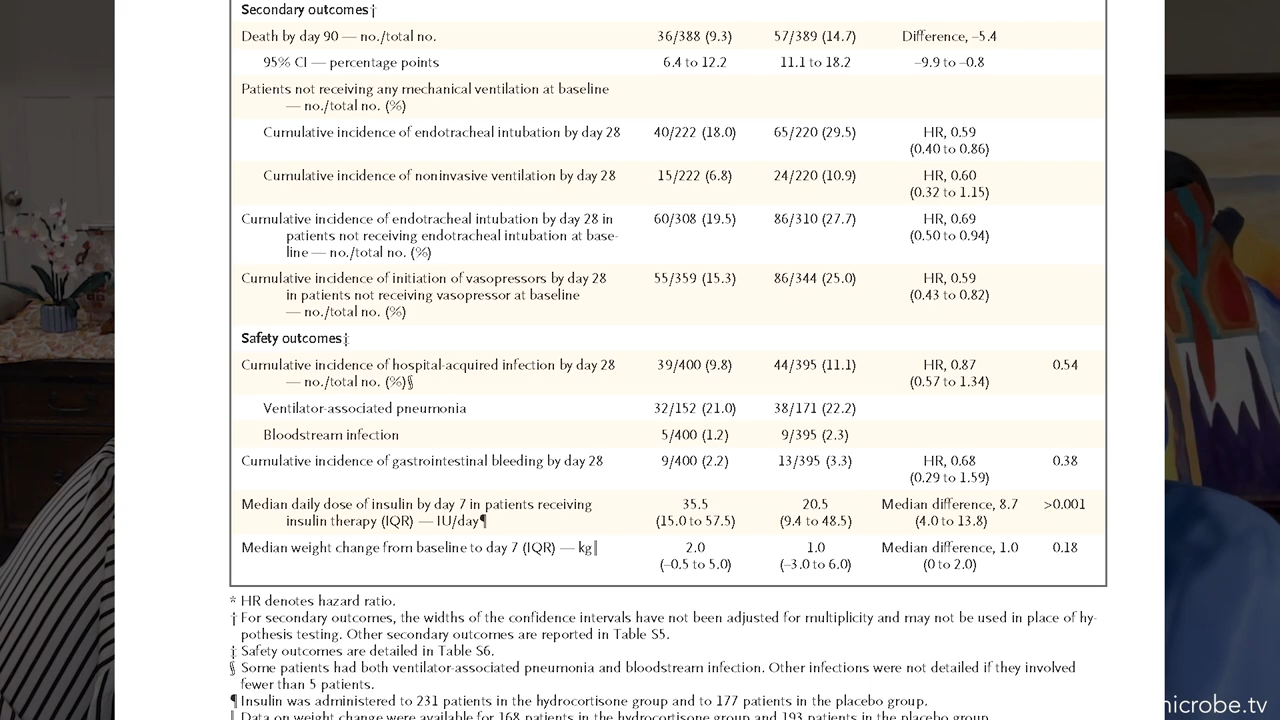 Secondary outcomes†
Death by day 90 — no./total no. 36/388 (9.3) 57/389 (14.7) Difference, –5.4
95% CI — percentage points 6.4 to 12.2 11.1 to 18.2 –9.9 to –0.8
Patients not receiving any mechanical ventilation at baseline
— no./total no. (%)
Cumulative incidence of endotracheal intubation by day 28 40/222 (18.0) 65/220 (29.5) HR, 0.59
(0.40 to 0.86)
Cumulative incidence of noninvasive ventilation by day 28 15/222 (6.8) 24/220 (10.9) HR, 0.60
(0.32 to 1.15)
Cumulative incidence of endotracheal intubation by day 28 in 60/308 (19.5) 86/310 (27.7) HR, 0.69
patients not receiving endotracheal intubation at base- (0.50 to 0.94)
line — no./total no. (%)
Cumulative incidence of initiation of vasopressors by day 28 55/359 (15.3) 86/344 (25.0) HR, 0.59
in patients not receiving vasopressor at baseline (0.43 to 0.82)
— no./total no. (%)
Safety outcomes‡
Cumulative incidence of hospital-acquired infection by day 28 39/400 (9.8) 44/395 (11.1) HR, 0.87 0.54
— no./total no. (%)§ (0.57 to 1.34)
Ventilator-associated pneumonia 32/152 (21.0) 38/171 (22.2)
Bloodstream infection 5/400 (1.2) 9/395 (2.3)
Cumulative incidence of gastrointestinal bleeding by day 28 9/400 (2.2) 13/395 (3.3) HR, 0.68 0.38
(0.29 to 1.59)
Median daily dose of insulin by day 7 in patients receiving 35.5 20.5 Median difference, 8.7 >0.001
insulin therapy (IQR) — IU/day¶ (15.0 to 57.5) (9.4 to 48.5) (4.0 to 13.8)
Median weight change from baseline to day 7 (IQR) — kg‖ 2.0 1.0 Median difference, 1.0 0.18
(–0.5 to 5.0) (–3.0 to 6.0) (0 to 2.0)
* HR denotes hazard ratio.
† For secondary outcomes, the widths of the confidence intervals have not been adjusted for multiplicity and may not be used in place of hy-
pothesis testing. Other secondary outcomes are reported in Table S5.
‡ Safety outcomes are detailed in Table S6.
§ Some patients had both ventilator-associated pneumonia and bloodstream infection. Other infections were not detailed if they involved
fewer than 5 patients.
¶ Insulin was administered to 231 patients in the hydrocortisone group and to 177 patients in the placebo group.
‖ Data on weight change were available for 168 patients in the hydrocortisone group and 193 patients in the placebo group.
microbe.tv